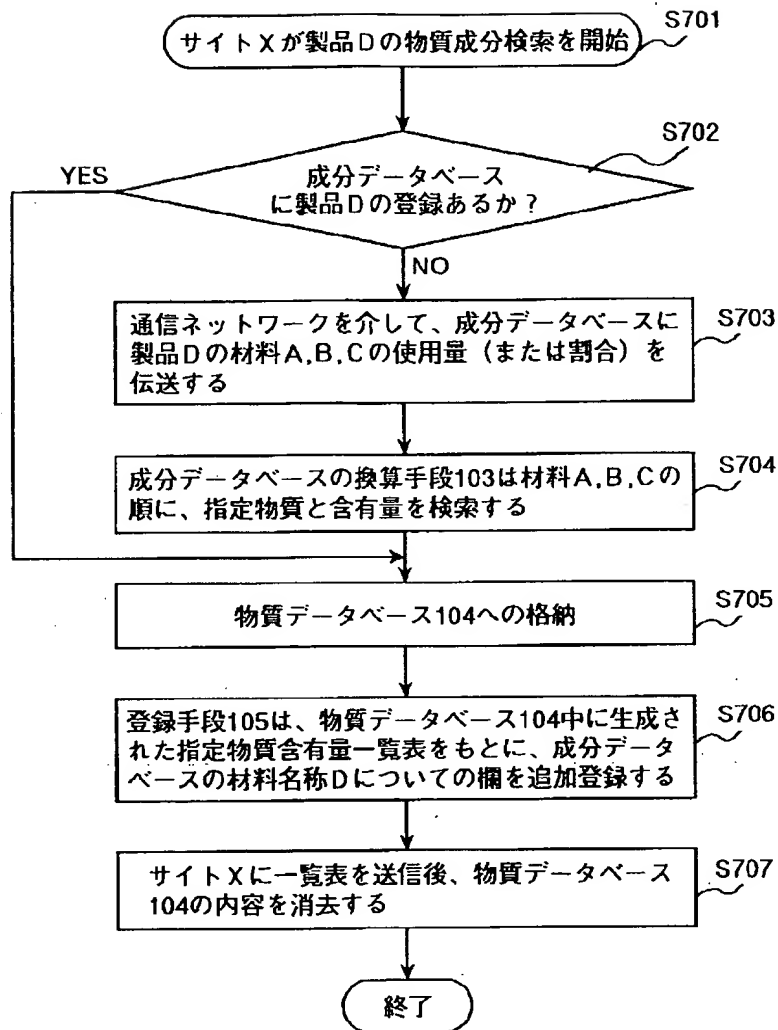 S701
サイトXが製品Dの物質成分検索を開始
S702
YES
成分データベース
に製品Dの登録あるか？
NO
S703
通信ネットワークを介して、成分データベースに
製品Dの材料A,B,Cの使用量（または割合）を
伝送する
S704
成分データベースの換算手段103は材料A,B,Cの
順に、指定物質と含有量を検索する
S705
物質データベース104への格納
S706
登録手段105は、物質データベース104中に生成さ
れた指定物質含有量一覧表をもとに、成分データ
ベースの材料名称Dについての欄を追加登録する
S707
サイトXに一覧表を送信後、物質データベース
104の内容を消去する
終了